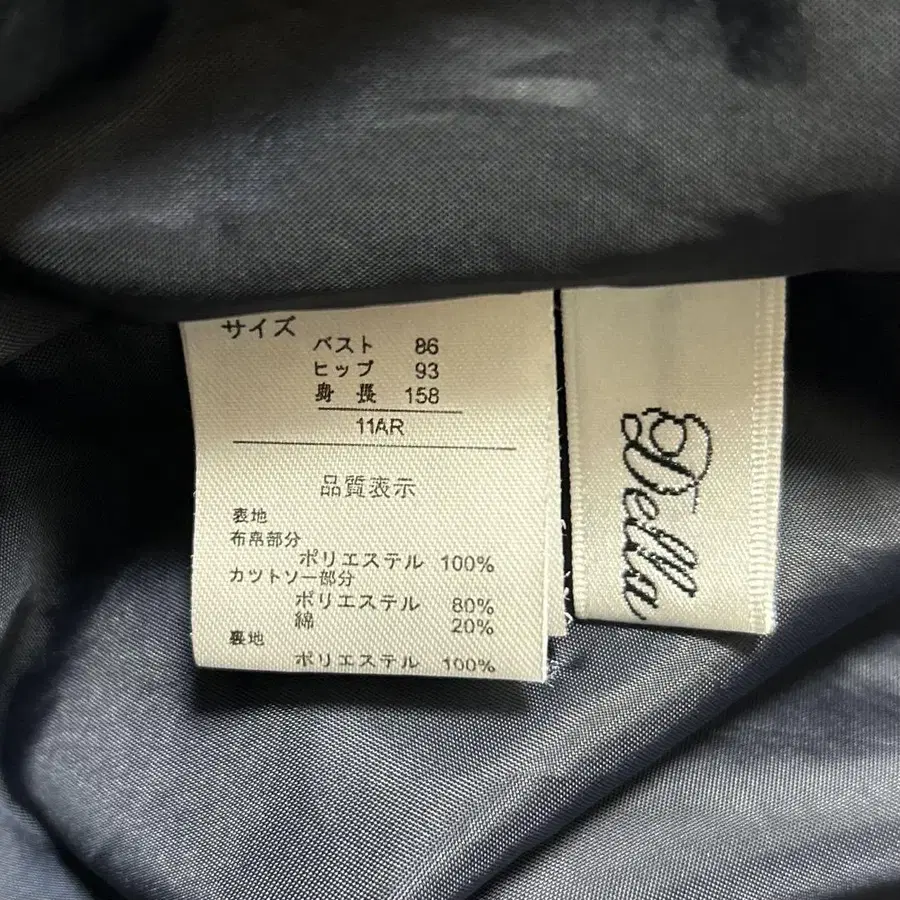 サイズ
バスト 86
ヒップ 93
身長 158
11AR
品質表示
表地
布帛部分
ポリエステル 100%
カットソー部分
ポリエステル 80%
綿 20%
裏地
ポリエステル 100%
Della